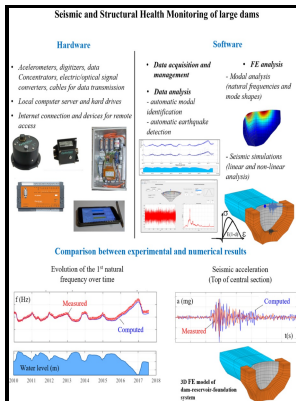 Seismic and Structural Health Monitoring of large dams
Hardware
• Acelerometers, digitizers, data
Concentrators, electric/optical signal
converters, cables for data transmission
• Local computer server and hard drives
• Internet connection and devices for remote
access
Software
• Data acquisition and
management
• Data analysis
- automatic modal
identification
- automatic earthquake
detection
• FE analysis
- Modal analysis
(natural frequencies and
mode shapes)
- Seismic simulations
(linear and non-linear
analysis)
σ
ε
Comparison between experimental and numerical results
Evolution of the 1st natural
frequency over time
f (Hz)
Measured
Computed
Water level (m)
2010 2011 2012 2013 2014 2015 2016 2017 2018
Seismic acceleration
(Top of central section)
a (mg)
Computed
Measured
t(s)
3D FE model of
dam-reservoir-foundation
system